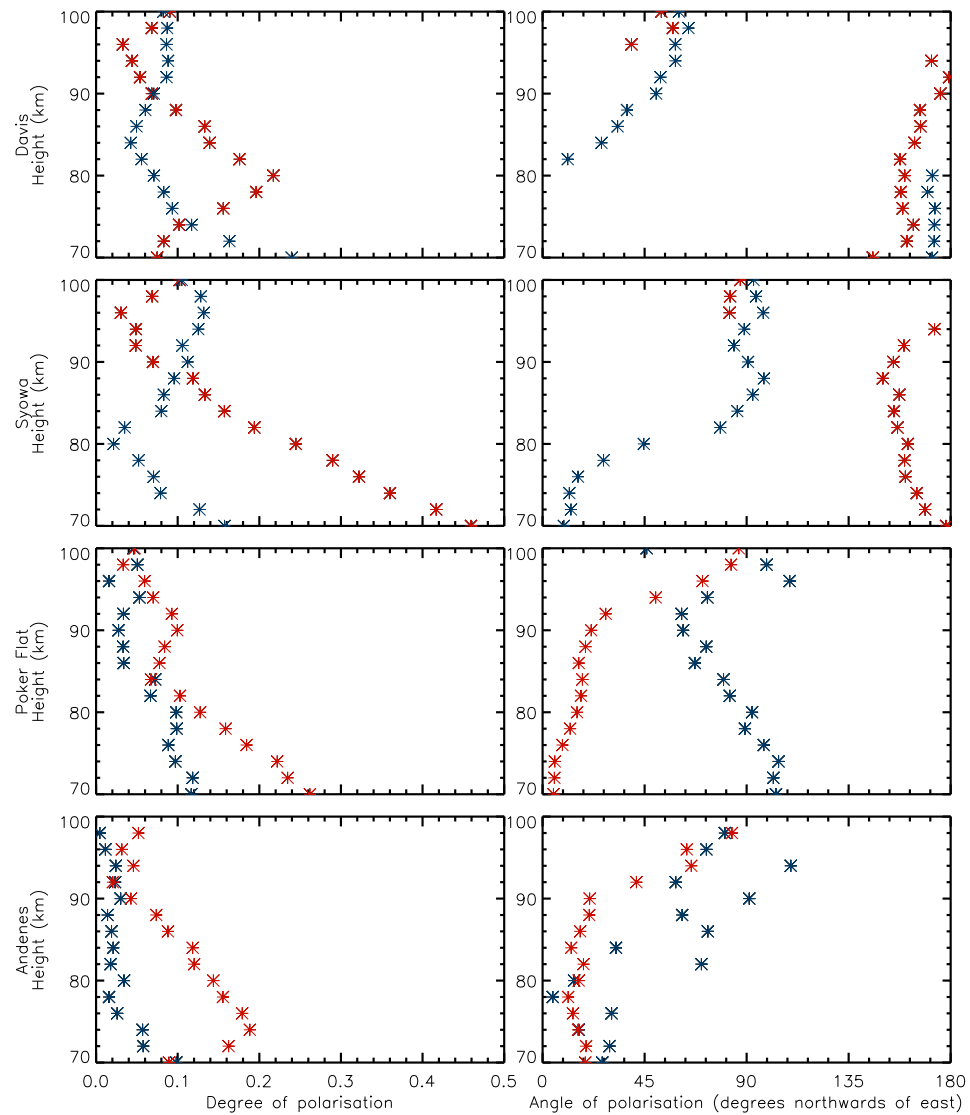 100
90
80
70
Davis
Height (km)
100
90
80
70
Syowa
Height (km)
100
90
80
70
Poker Flat
Height (km)
100
90
80
70
Andenes
Height (km)
0.0 0.1 0.2 0.3 0.4 0.5
Degree of polarisation
0 45 90 135 180
Angle of polarisation (degrees northwards of east)